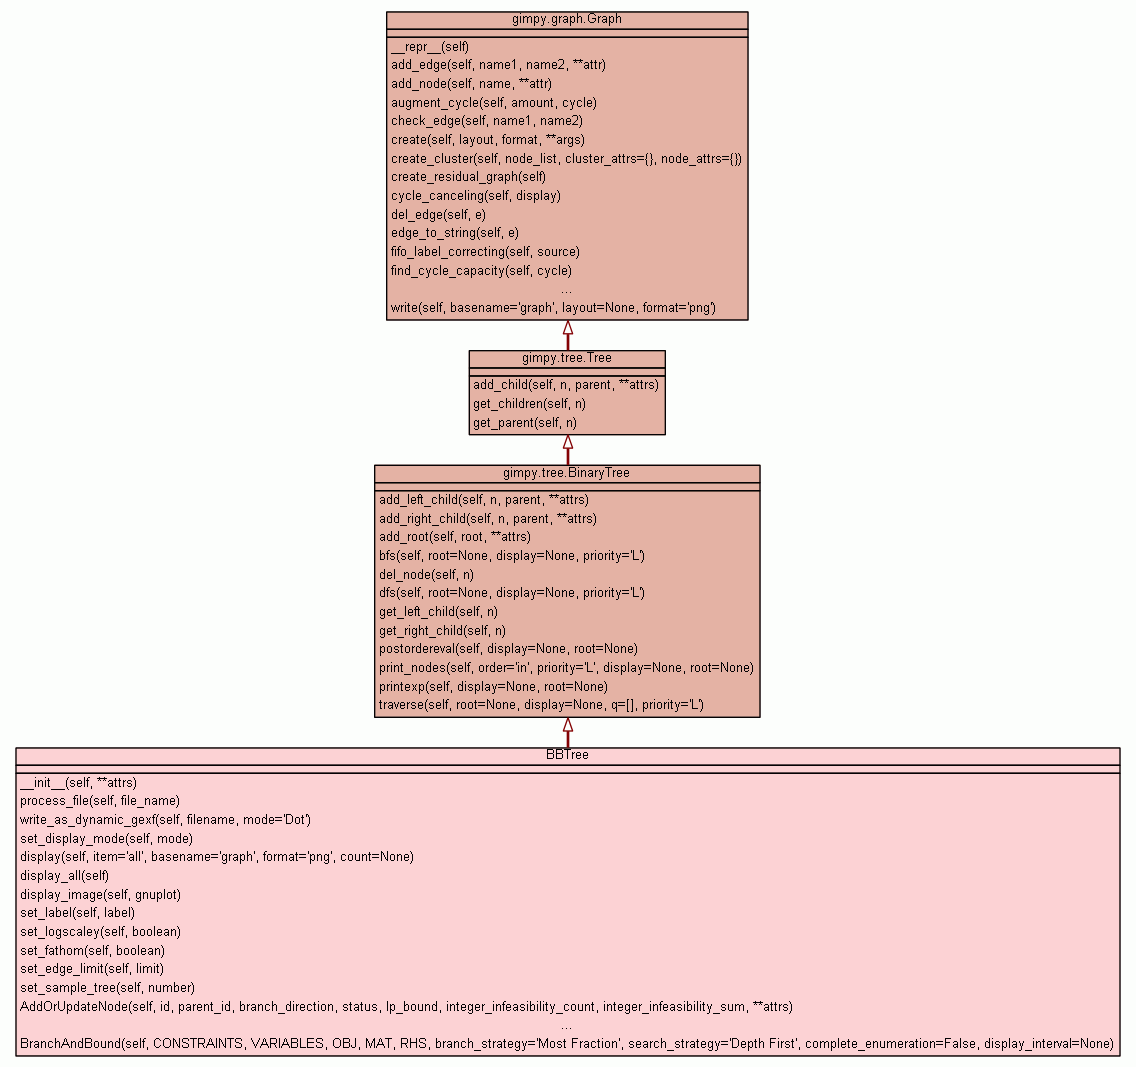 gimpy.graph.Graph
__repr__(self)
add_edge(self, name1, name2, **attr)
add_node(self, name, **attr)
augment_cycle(self, amount, cycle)
check_edge(self, name1, name2)
create(self, layout, format, **args)
create_cluster(self, node_list, cluster_attrs={}, node_attrs={})
create_residual_graph(self)
cycle_canceling(self, display)
del_edge(self, e)
edge_to_string(self, e)
fifo_label_correcting(self, source)
find_cycle_capacity(self, cycle)
...
write(self, basename='graph', layout=None, format='png')
gimpy.tree.Tree
add_child(self, n, parent, **attrs)
get_children(self, n)
get_parent(self, n)
gimpy.tree.BinaryTree
add_left_child(self, n, parent, **attrs)
add_right_child(self, n, parent, **attrs)
add_root(self, root, **attrs)
bfs(self, root=None, display=None, priority='L')
del_node(self, n)
dfs(self, root=None, display=None, priority='L')
get_left_child(self, n)
get_right_child(self, n)
postordereval(self, display=None, root=None)
print_nodes(self, order='in', priority='L', display=None, root=None)
printexp(self, display=None, root=None)
traverse(self, root=None, display=None, q=[], priority='L')
BBTree
__init__(self, **attrs)
process_file(self, file_name)
write_as_dynamic_gexf(self, filename, mode='Dot')
set_display_mode(self, mode)
display(self, item='all', basename='graph', format='png', count=None)
display_all(self)
display_image(self, gnuplot)
set_label(self, label)
set_logscaley(self, boolean)
set_fathom(self, boolean)
set_edge_limit(self, limit)
set_sample_tree(self, number)
AddOrUpdateNode(self, id, parent_id, branch_direction, status, lp_bound, integer_infeasibility_count, integer_infeasibility_sum, **attrs)
...
BranchAndBound(self, CONSTRAINTS, VARIABLES, OBJ, MAT, RHS, branch_strategy='Most Fraction', search_strategy='Depth First', complete_enumeration=False, display_interval=None)